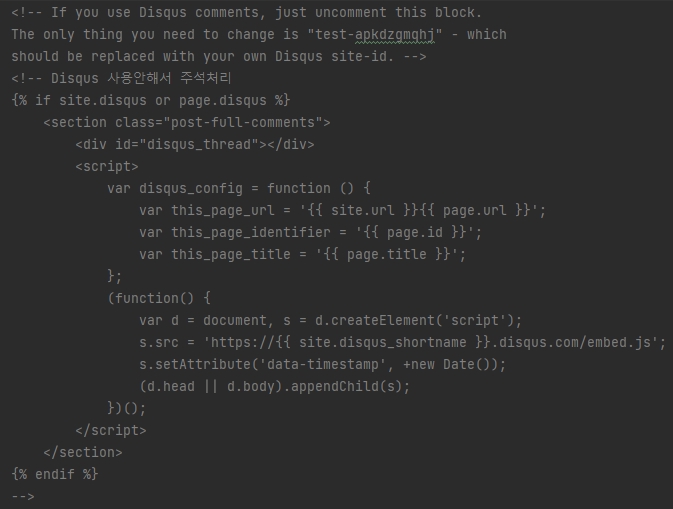 <!-- If you use Disqus comments, just uncomment this block.
The only thing you need to change is "test-apkdzgmqhj" - which
should be replaced with your own Disqus site-id. -->
<!-- Disqus 사용안해서 주석처리
{% if site.disqus or page.disqus %}
    <section class="post-full-comments">
        <div id="disqus_thread"></div>
        <script>
            var disqus_config = function () {
                var this_page_url = '{{ site.url }}{{ page.url }}';
                var this_page_identifier = '{{ page.id }}';
                var this_page_title = '{{ page.title }}';
            };
            (function() {
                var d = document, s = d.createElement('script');
                s.src = 'https://{{ site.disqus_shortname }}.disqus.com/embed.js';
                s.setAttribute('data-timestamp', +new Date());
                (d.head || d.body).appendChild(s);
            })();
        </script>
    </section>
{% endif %}
-->